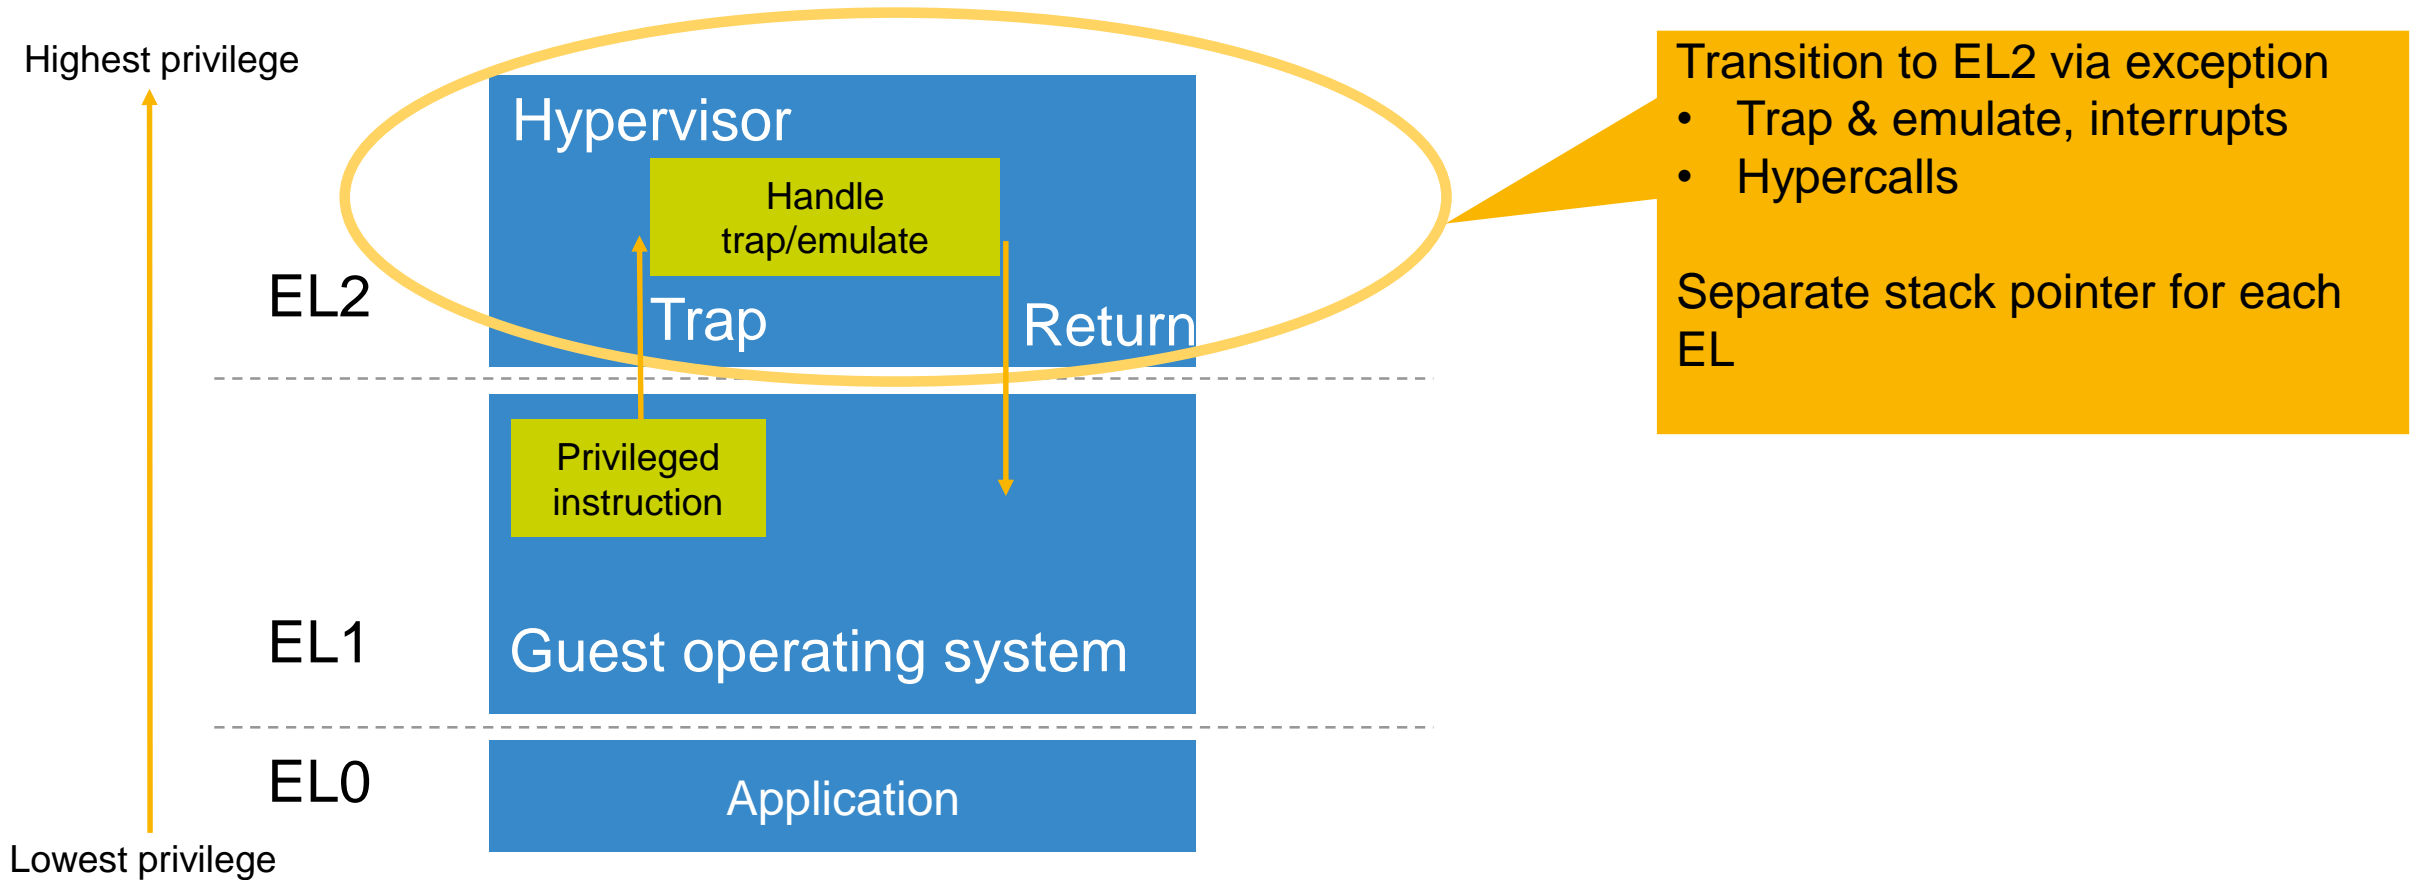 Highest privilege
Hypervisor
Handle
trap/emulate
EL2
Trap
Return
Privileged
instruction
EL1
Guest operating system
EL0
Application
Lowest privilege
Transition to EL2 via exception
• Trap & emulate, interrupts
• Hypercalls
Separate stack pointer for each
EL